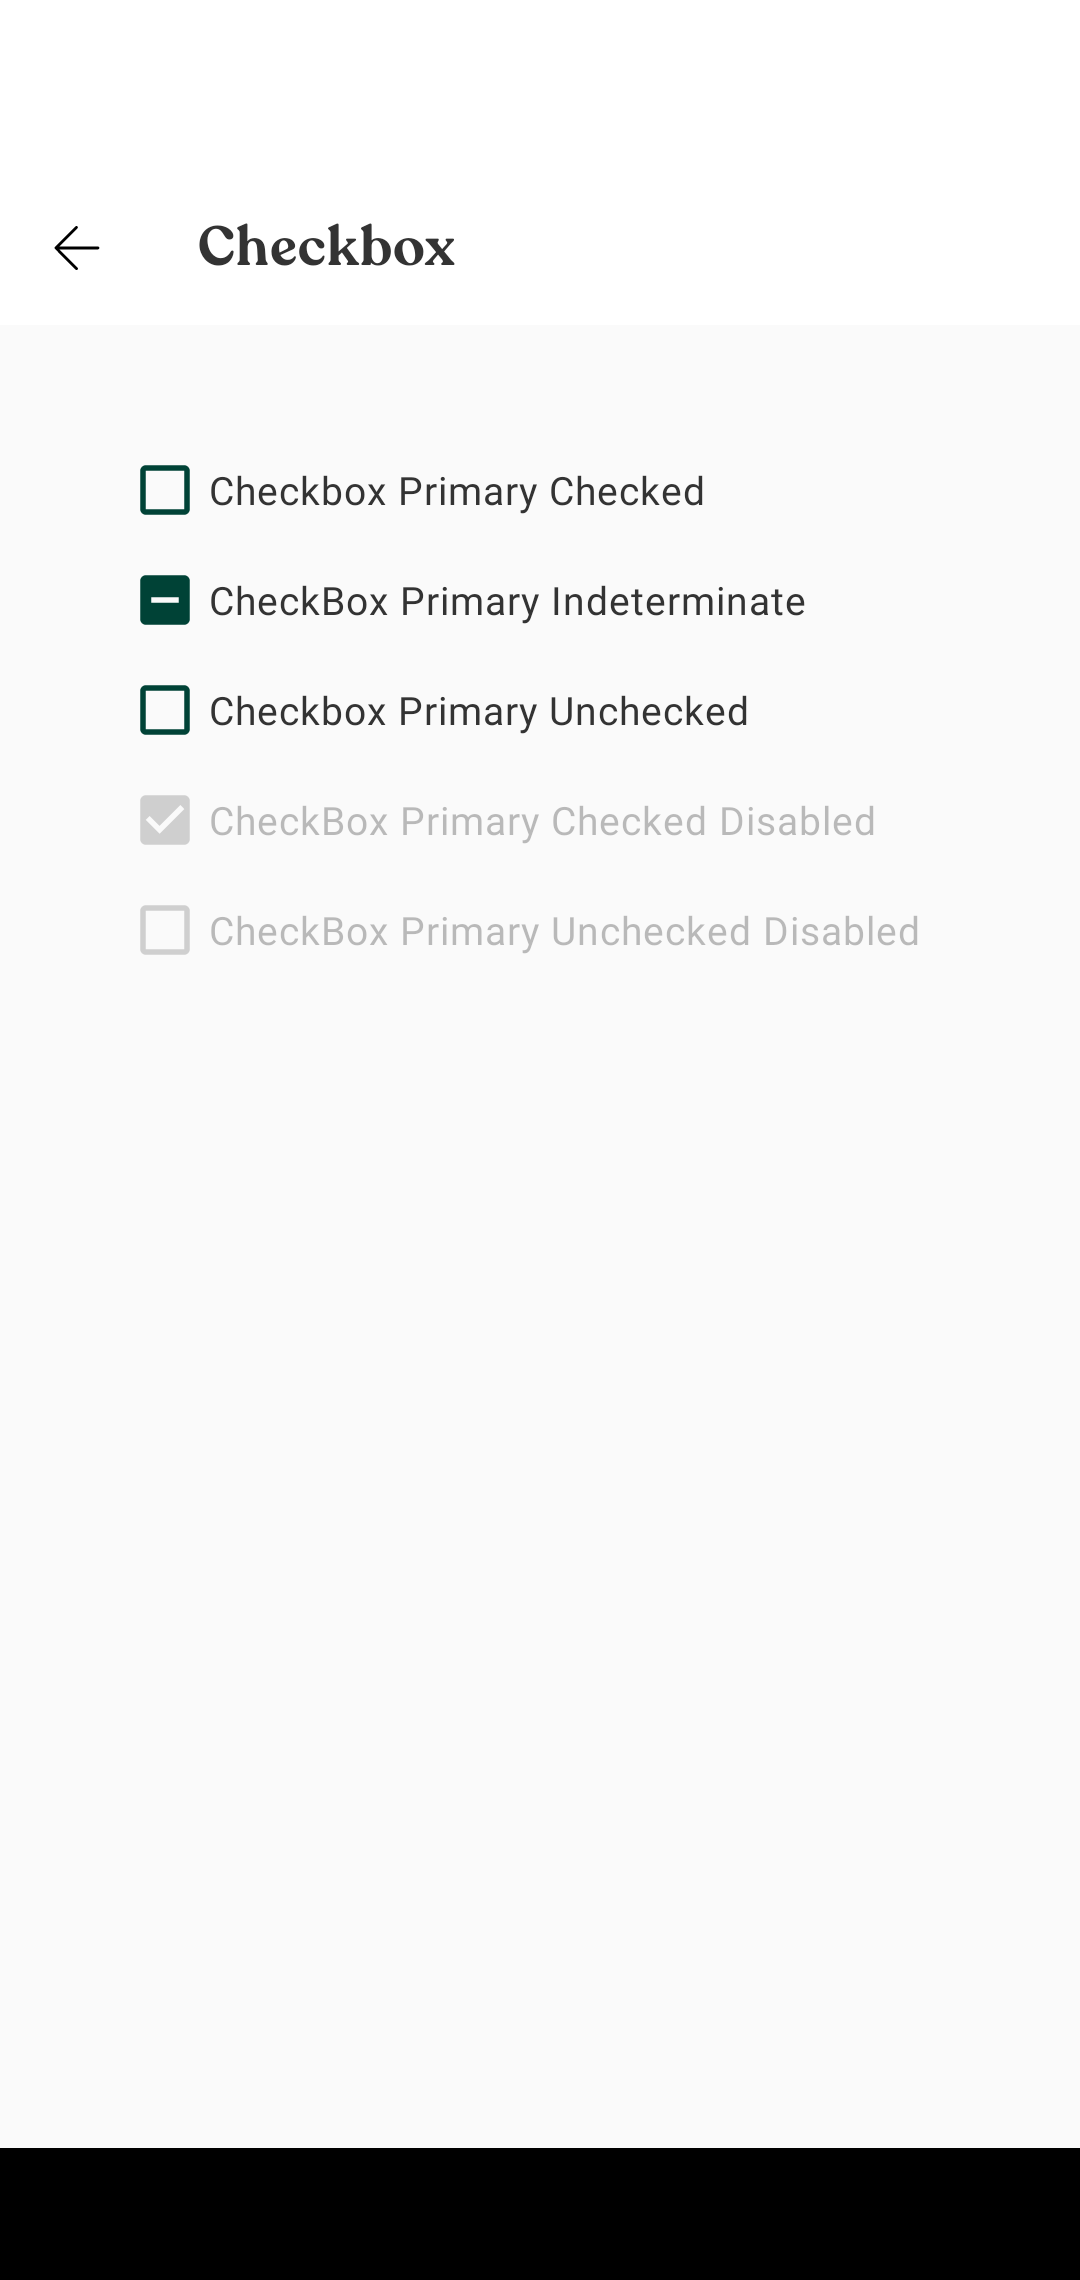 Checkbox
Checkbox Primary Checked
CheckBox Primary Indeterminate
Checkbox Primary Unchecked
CheckBox Primary Checked Disabled
CheckBox Primary Unchecked Disabled